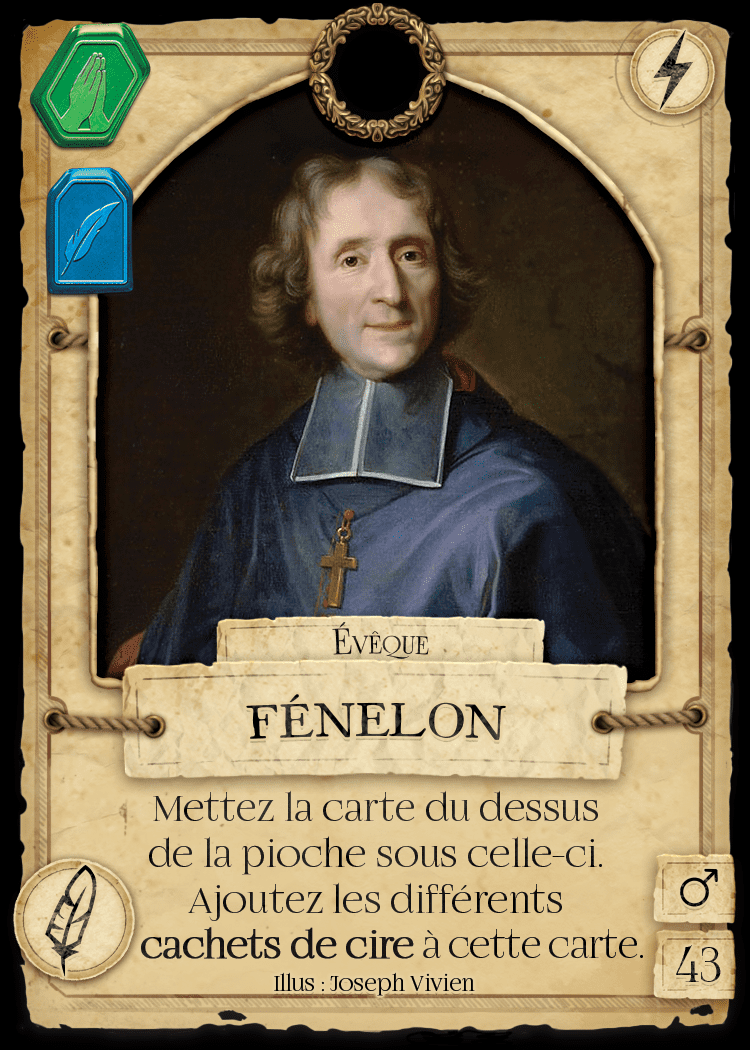 Évêque
FÉNELON
Mettez la carte du dessus
de la pioche sous celle-ci.
Ajoutez les différents
cachets de cire à cette carte.
Illus : Joseph Vivien
♂
43